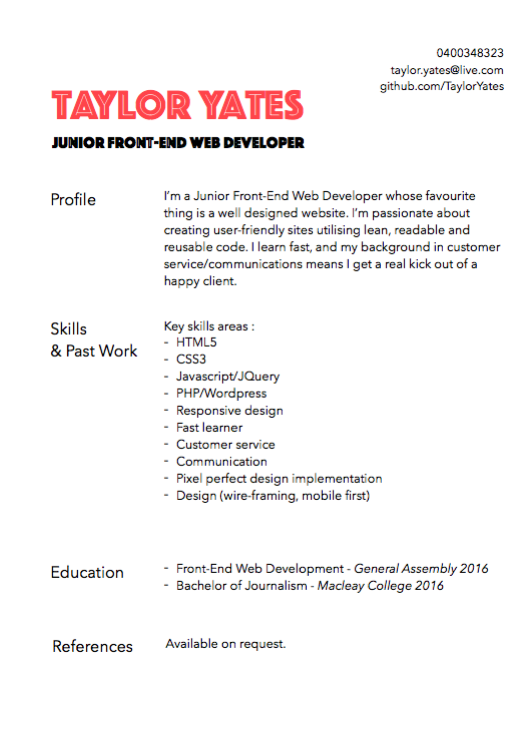 0400348323
taylor.yates@live.com
github.com/TaylorYates
TAYLOR YATES
JUNIOR FRONT-END WEB DEVELOPER
Profile
I'm a Junior Front-End Web Developer whose favourite
thing is a well designed website. I'm passionate about
creating user-friendly sites utilising lean, readable and
reusable code. I learn fast, and my background in customer
service/communications means I get a real kick out of a
happy client.
Skills
& Past Work
Key skills areas :
- HTML5
- CSS3
- Javascript/JQuery
- PHP/Wordpress
- Responsive design
- Fast learner
- Customer service
- Communication
- Pixel perfect design implementation
- Design (wire-framing, mobile first)
Education
- Front-End Web Development - General Assembly 2016
- Bachelor of Journalism - Macleay College 2016
References
Available on request.